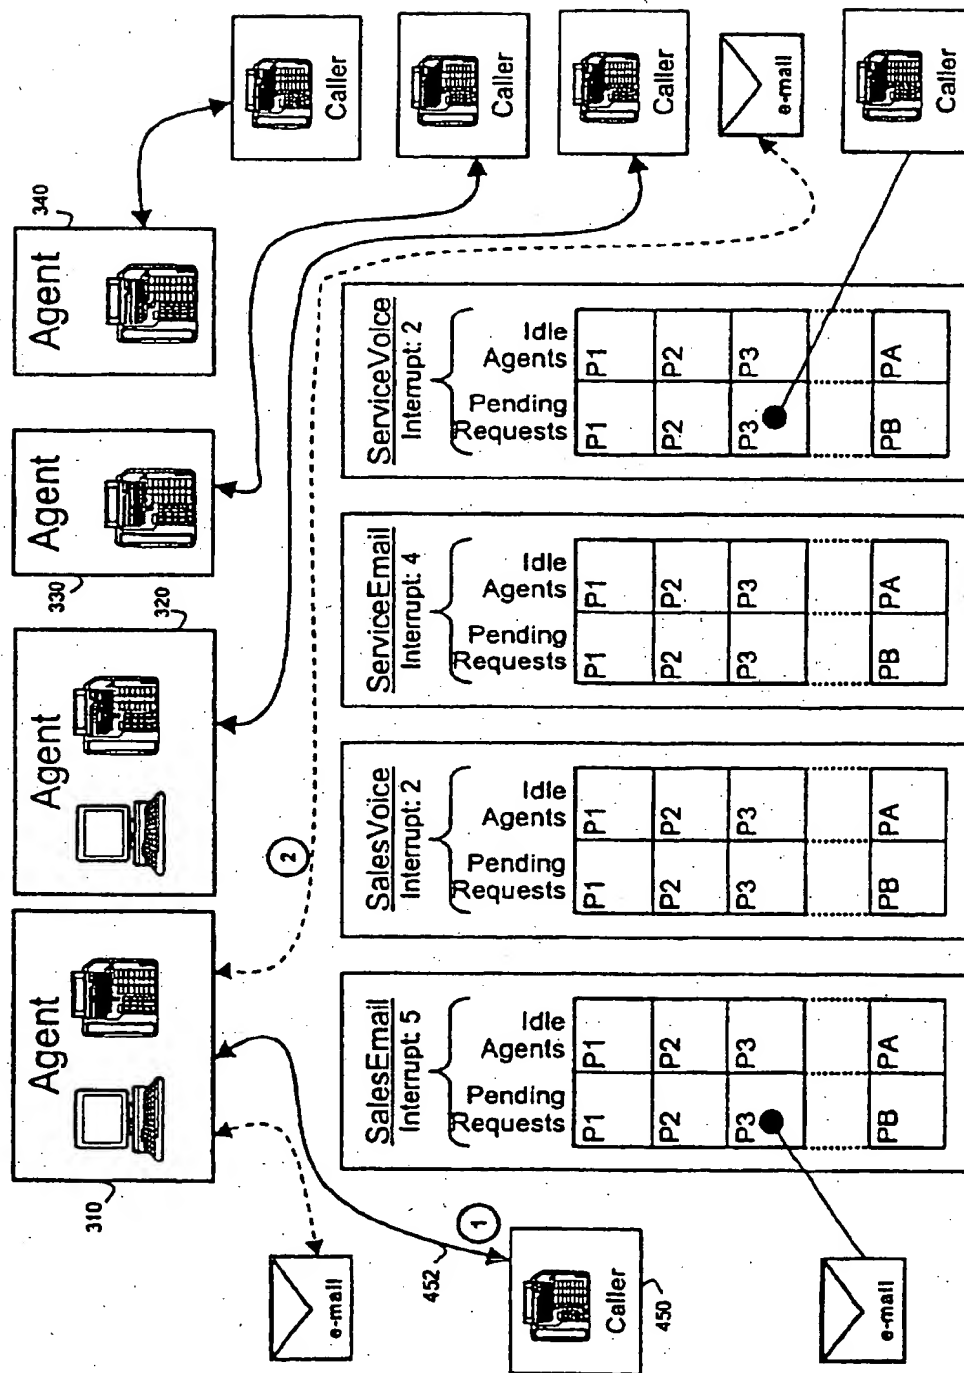 Agent
Agent
Agent
Agent
310
320
330
340
e-mail
452
1
2
Caller
450
Caller
Caller
Caller
e-mail
SalesEmail
Interrupt: 5
Pending Requests
Idle Agents
P1 P1
P2 P2
P3 P3
PB PA
SalesVoice
Interrupt: 2
Pending Requests
Idle Agents
P1 P1
P2 P2
P3 P3
PB PA
ServiceEmail
Interrupt: 4
Pending Requests
Idle Agents
P1 P1
P2 P2
P3 P3
PB PA
ServiceVoice
Interrupt: 2
Pending Requests
Idle Agents
P1 P1
P2 P2
P3 P3
PB PA
e-mail
Caller